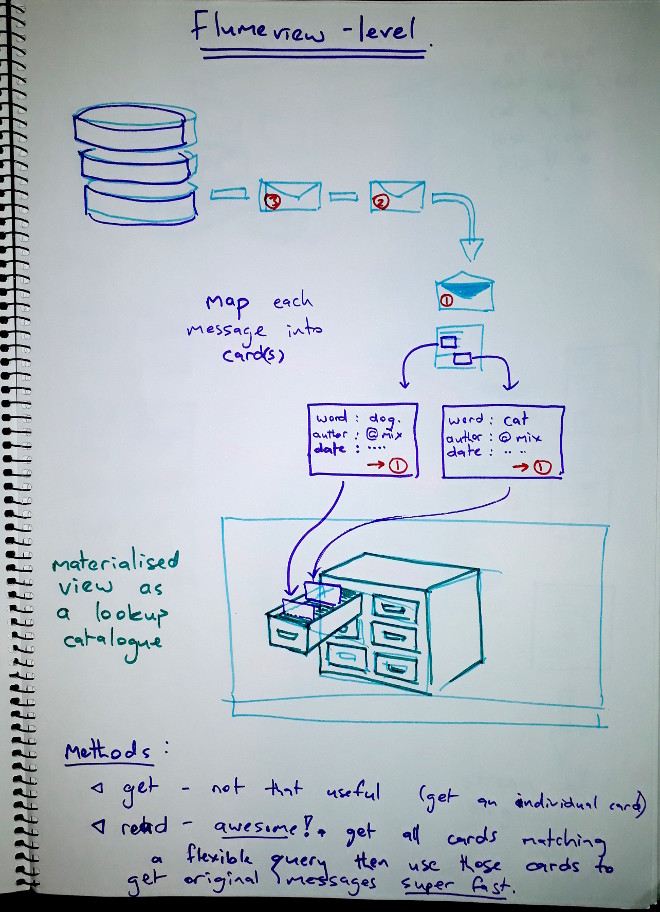 Flumeview - level.
③
②
①
Map each
message into
card(s)
word : dog.
author : @mix
date : ....
→ ①
word : cat
author : @mix
date : .. ..
→ ①
materialised
view as
a lookup
catalogue
Methods :
◁ get - not that useful (get an individual card)
◁ read - awesome! get all cards matching
a flexible query then use those cards to
get original messages super fast.